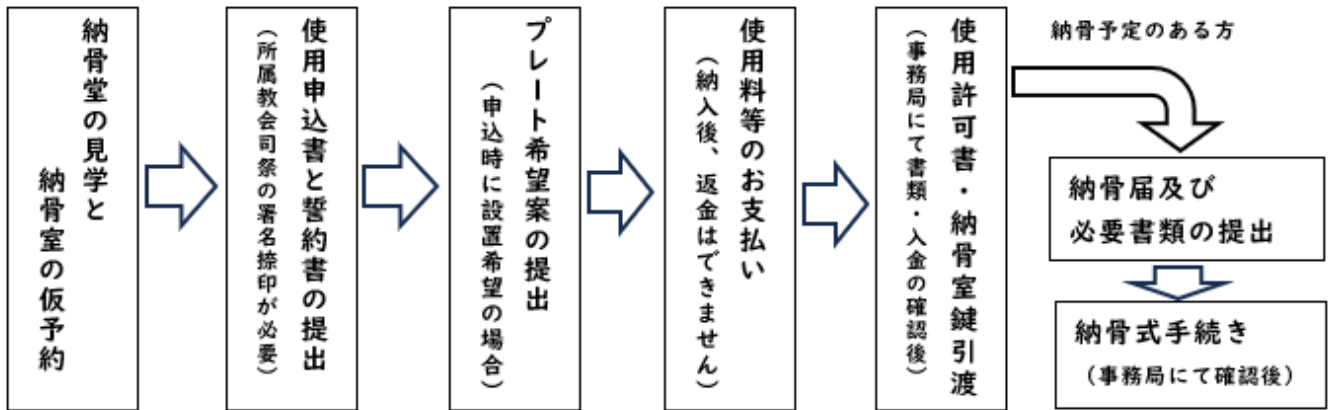 納骨堂の見学と
納骨室の仮予約
使用申込書と誓約書の提出
（所属教会司祭の署名捺印が必要）
プレート希望案の提出
（申込時に設置希望の場合）
使用料等のお支払い
（納入後、返金はできません）
使用許可書・納骨室鍵引渡
（事務局にて書類・入金の確認後）
納骨予定のある方
納骨届及び
必要書類の提出
納骨式手続き
（事務局にて確認後）